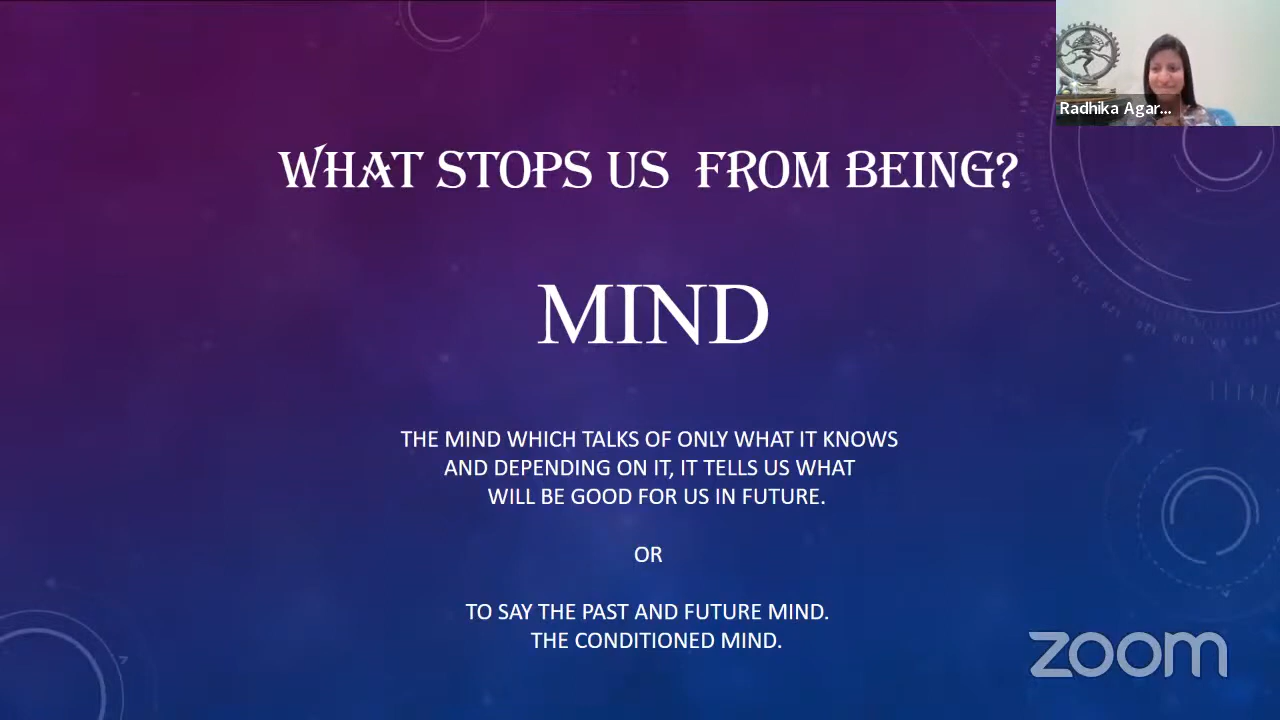 Radhika Agar...
WHAT STOPS US FROM BEING?
MIND
THE MIND WHICH TALKS OF ONLY WHAT IT KNOWS
AND DEPENDING ON IT, IT TELLS US WHAT
WILL BE GOOD FOR US IN FUTURE.
OR
TO SAY THE PAST AND FUTURE MIND.
THE CONDITIONED MIND.
zoom